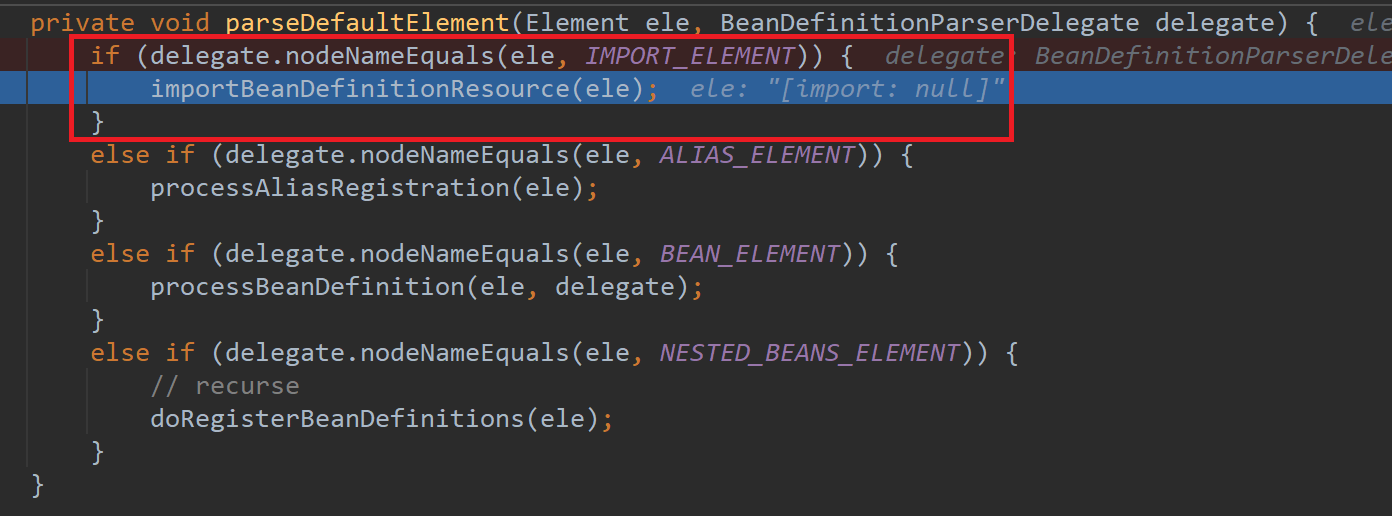 private void parseDefaultElement(Element ele, BeanDefinitionParserDelegate delegate) {  ele
    if (delegate.nodeNameEquals(ele, IMPORT_ELEMENT)) {  delegate: BeanDefinitionParserDele
        importBeanDefinitionResource(ele);  ele: "[import: null]"
    }
    else if (delegate.nodeNameEquals(ele, ALIAS_ELEMENT)) {
        processAliasRegistration(ele);
    }
    else if (delegate.nodeNameEquals(ele, BEAN_ELEMENT)) {
        processBeanDefinition(ele, delegate);
    }
    else if (delegate.nodeNameEquals(ele, NESTED_BEANS_ELEMENT)) {
        // recurse
        doRegisterBeanDefinitions(ele);
    }
}